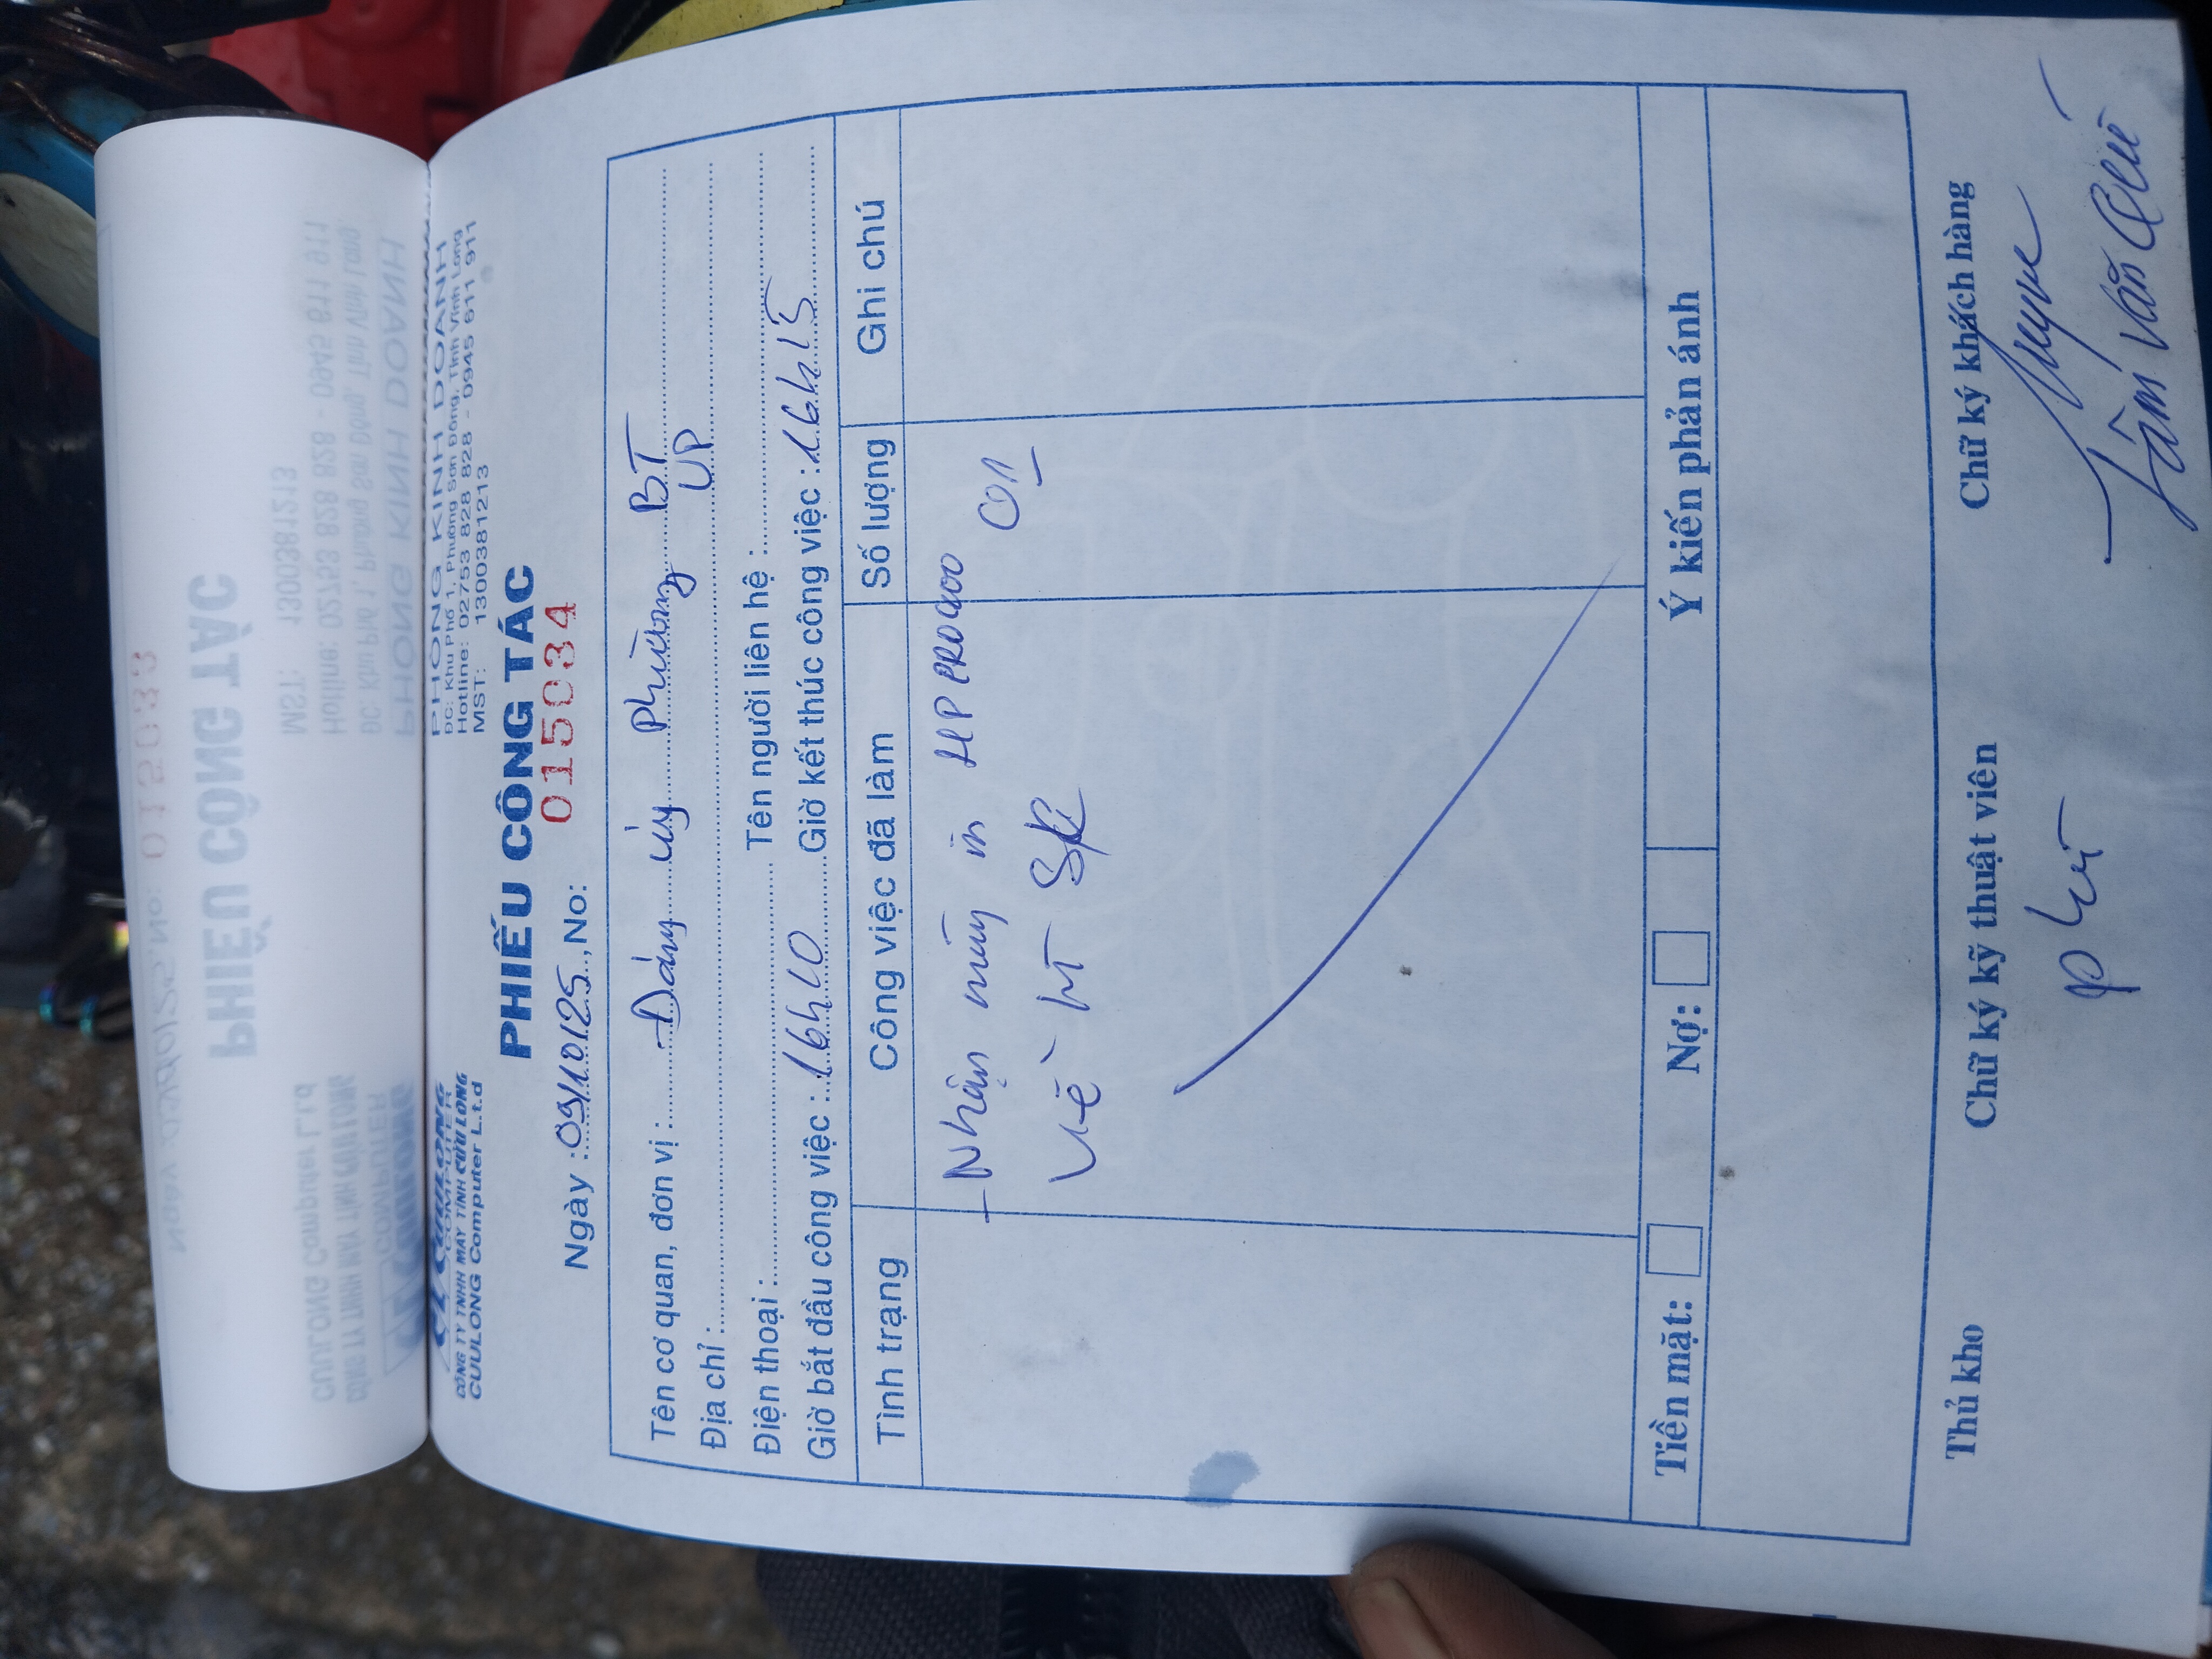 CUULONG
COMPUTER
CÔNG TY TNHH MÁY TÍNH CỬU LONG
CUULONG Computer L.t.d
PHÒNG KINH DOANH
ĐC: Khu Phố 1, Phường Sơn Đông, Tỉnh Vĩnh Long
Hotline: 02753 828 828 - 0945 611 911
MST: 1300381213
PHIẾU CÔNG TÁC
Ngày : 09/10/25, No: 015034
Tên cơ quan, đơn vị : Đảng ủy Phường BT
Địa chỉ : UP
Điện thoại : Tên người liên hệ :
Giờ bắt đầu công việc : 16h10 Giờ kết thúc công việc : 16h15
Tình trạng Công việc đã làm Số lượng Ghi chú
- Nhận máy in HP PRO400 01
Về KT
Tiền mặt: Nợ: Ý kiến phản ánh
Thủ kho Chữ ký kỹ thuật viên Chữ ký khách hàng
Lâm Văn